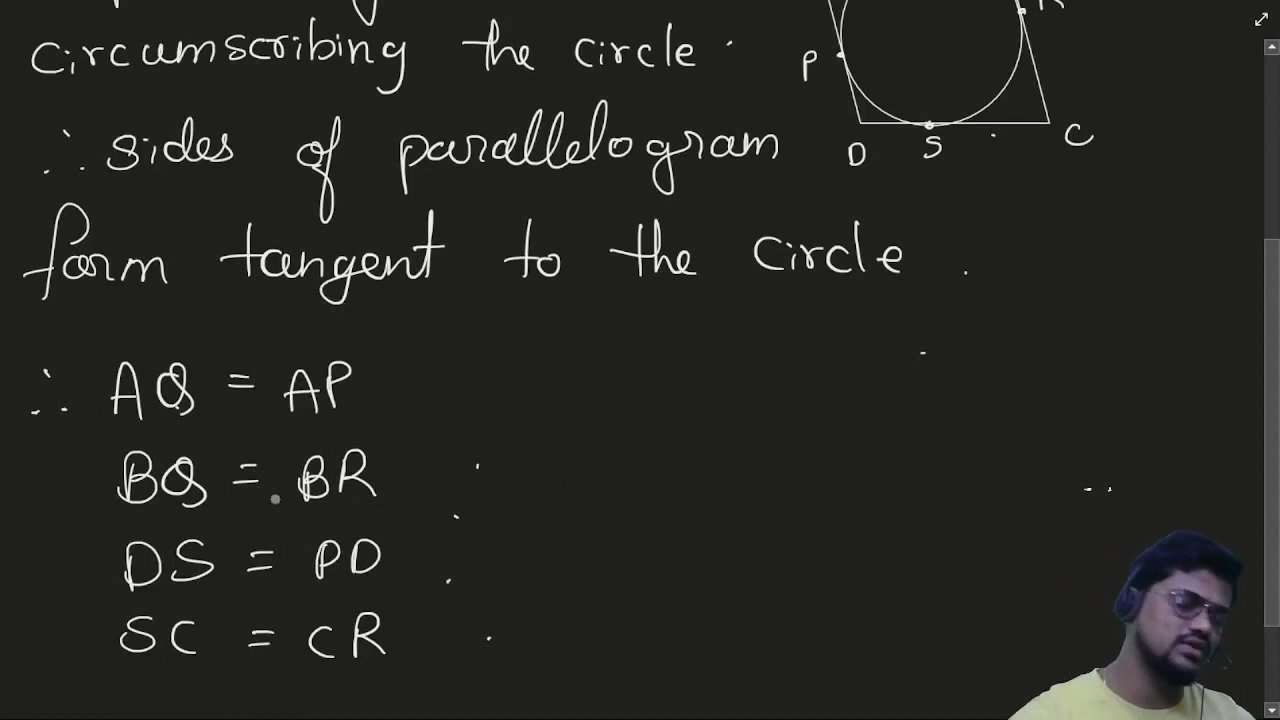 circumscribing the circle.
R
P
∴ sides of parallelogram
D S C
form tangent to the circle.
∴ AQ = AP
BQ = BR
DS = PD
SC = CR